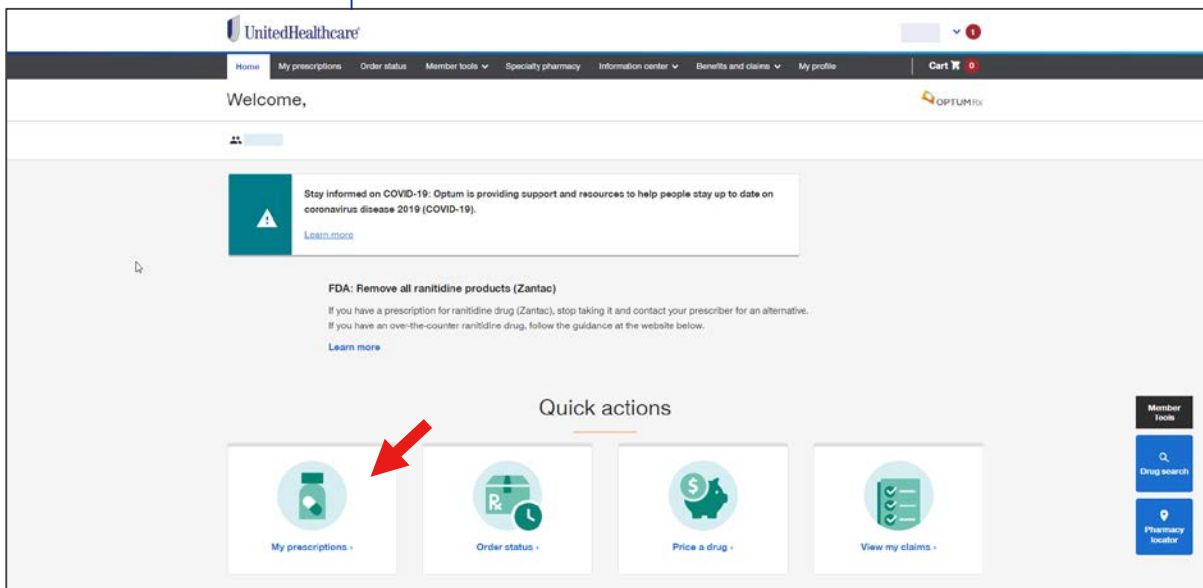 UnitedHealthcare
1
Home My prescriptions Order status Member tools Specialty pharmacy Information center Benefits and claims My profile Cart 0
Welcome,
OPTUMRx
Stay informed on COVID-19: Optum is providing support and resources to help people stay up to date on
coronavirus disease 2019 (COVID-19).
Learn more
FDA: Remove all ranitidine products (Zantac)
If you have a prescription for ranitidine drug (Zantac), stop taking it and contact your prescriber for an alternative.
If you have an over-the-counter ranitidine drug, follow the guidance at the website below.
Learn more
Quick actions
Member
Tools
Drug search
Pharmacy
locator
Rx
$
My prescriptions ›
Order status ›
Price a drug ›
View my claims ›